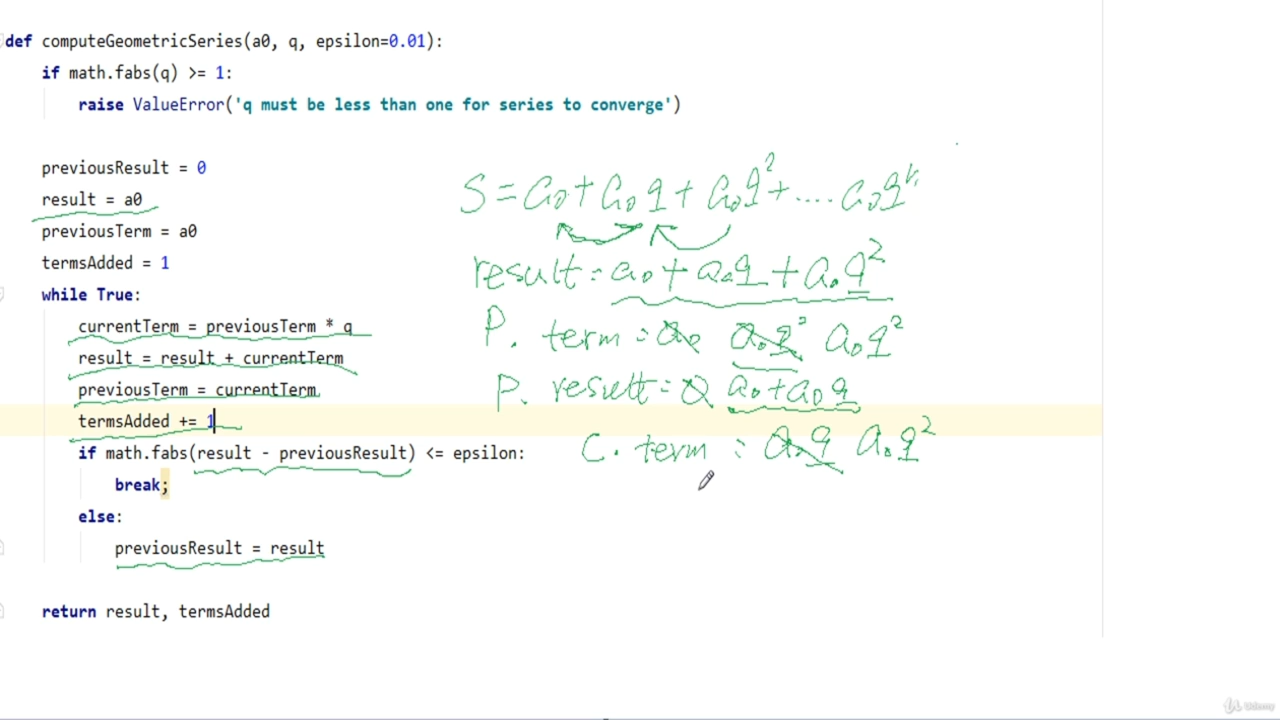 def computeGeometricSeries(a0, q, epsilon=0.01):
if math.fabs(q) >= 1:
raise ValueError('q must be less than one for series to converge')
previousResult = 0
result = a0
previousTerm = a0
termsAdded = 1
while True:
currentTerm = previousTerm * q
result = result + currentTerm
previousTerm = currentTerm
termsAdded += 1
if math.fabs(result - previousResult) <= epsilon:
break;
else:
previousResult = result
return result, termsAdded
S = a₀ + a₀q + a₀q² + .... a₀qⁿ
result = a₀ + a₀q + a₀q²
P. term = a₀ a₀q² a₀q²
P. result = 0 a₀ + a₀q
C. term : a₀q a₀q²
Udemy